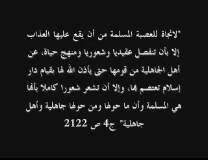 "لانجاة للعصبة المسلمة من أن يقع عليها العذاب
إلا بأن تنفصل عقيديا وشعوريا ومنهج حياة، عن
أهل الجاهلية من قومها حتى يأذن الله لها بقيام دار
إسلام تعتصم بها، وإلا أن تشعر شعورا كاملا بأنها
هي المسلمة وأن ما حولها ومن حولها جاهلية وأهل
جاهلية" ج4 ص 2122